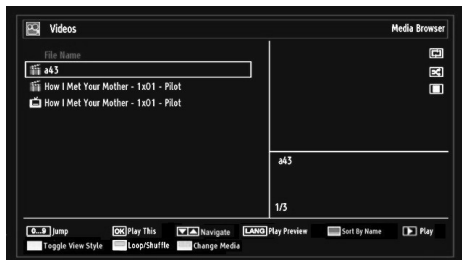 Videos
Media Browser
File Name
a43
How I Met Your Mother - 1x01 - Pilot
How I Met Your Mother - 1x01 - Pilot
a43
1/3
0...9 Jump OK Play This Navigate LANG Play Preview Sort By Name Play
Toggle View Style Loop/Shuffle Change Media